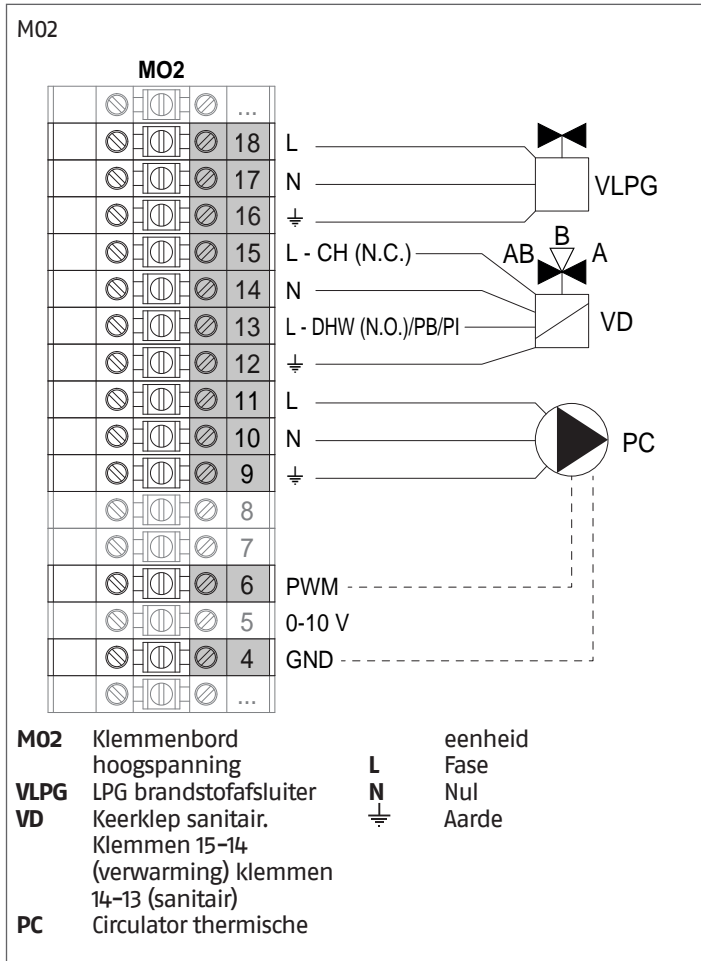 M02
MO2
...
18 L
17 N VLPG
16 ⏚
B
15 L - CH (N.C.) AB A
14 N
13 L - DHW (N.O.)/PB/PI VD
12 ⏚
11 L
10 N PC
9 ⏚
8
7
6 PWM
5 0-10 V
4 GND
...
M02 Klemmenbord
hoogspanning
VLPG LPG brandstofafsluiter
VD Keerklep sanitair.
Klemmen 15-14
(verwarming) klemmen
14-13 (sanitair)
PC Circulator thermische
eenheid
L Fase
N Nul
⏚ Aarde